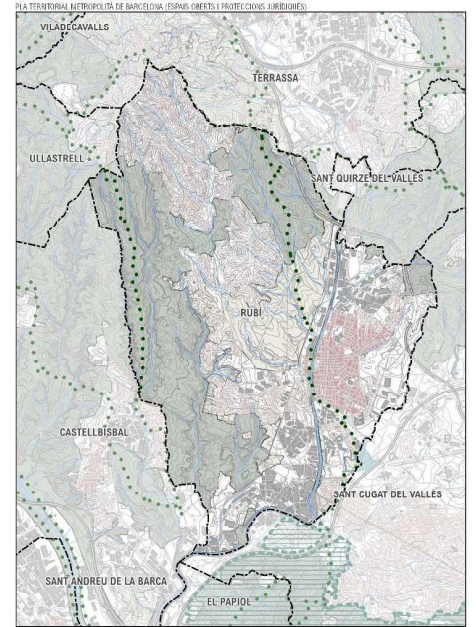 PLA TERRITORIAL METROPOLITÀ DE BARCELONA (ESPAIS OBERTS I PROTECCIONS JURÍDIQUES)
VILADECAVALLS
TERRASSA
ULLASTRELL
SANT QUIRZE DEL VALLÈS
RUBÍ
CASTELLBISBAL
SANT CUGAT DEL VALLÈS
SANT ANDREU DE LA BARCA
EL PAPIOL